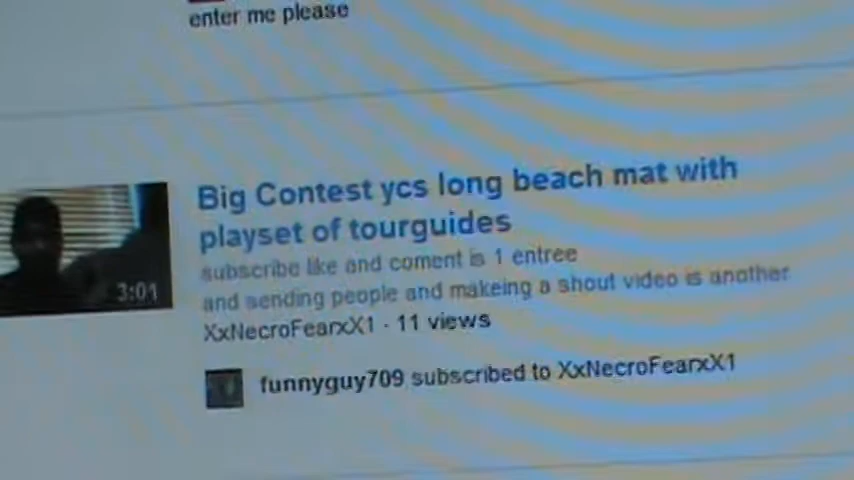 enter me please
Big Contest ycs long beach mat with
playset of tourguides
subscribe like and coment is 1 entree
and sending people and makeing a shout video is another
XxNecroFearxX1 · 11 views
3:01
funnyguy709 subscribed to XxNecroFearxX1